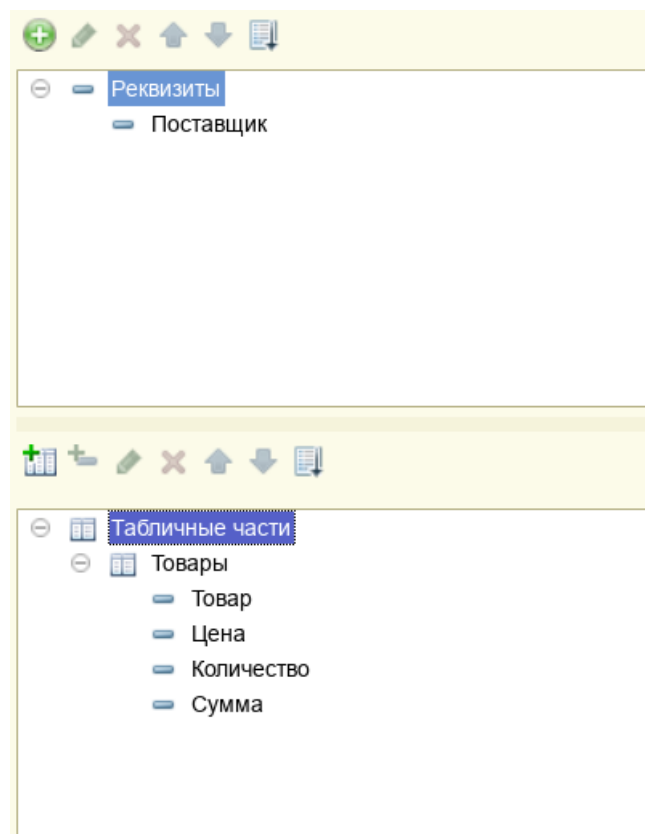 Реквизиты
Поставщик
Табличные части
Товары
Товар
Цена
Количество
Сумма